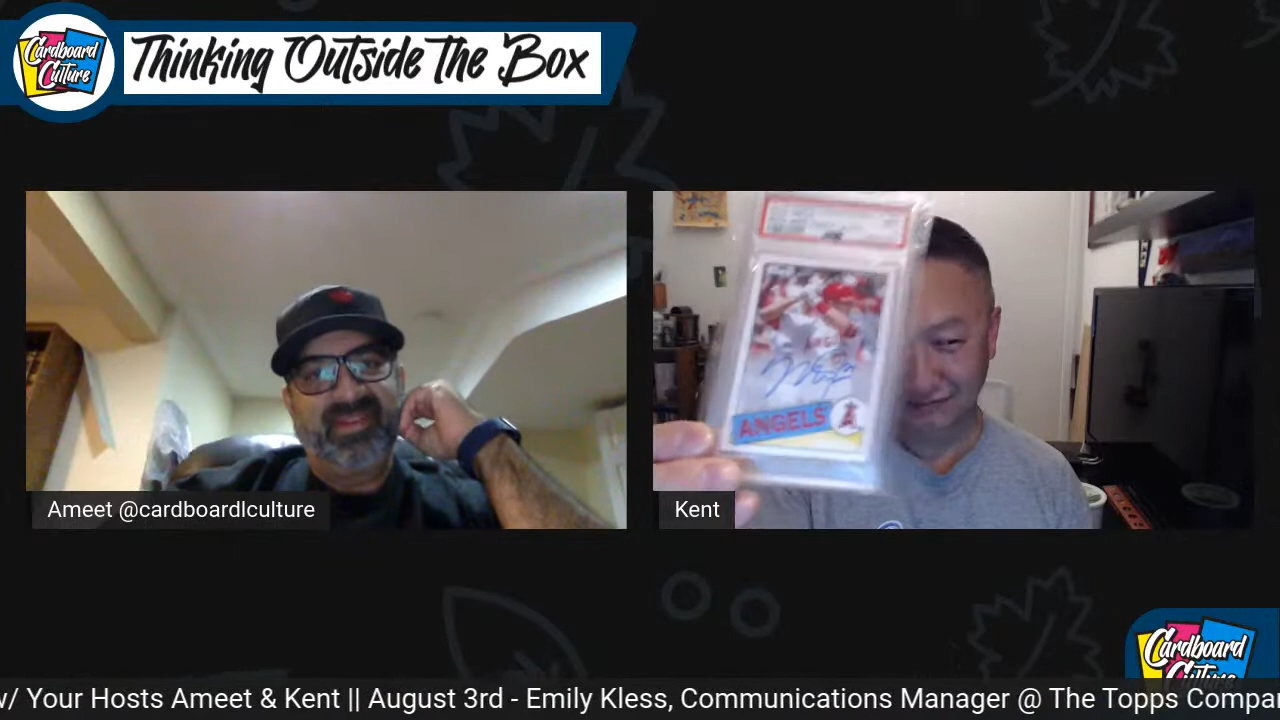 Cardboard
Culture
Thinking Outside The Box
ANGELS
A
Ameet @cardboardlculture
Kent
Cardboard
Culture
w/ Your Hosts Ameet & Kent || August 3rd - Emily Kless, Communications Manager @ The Topps Compa